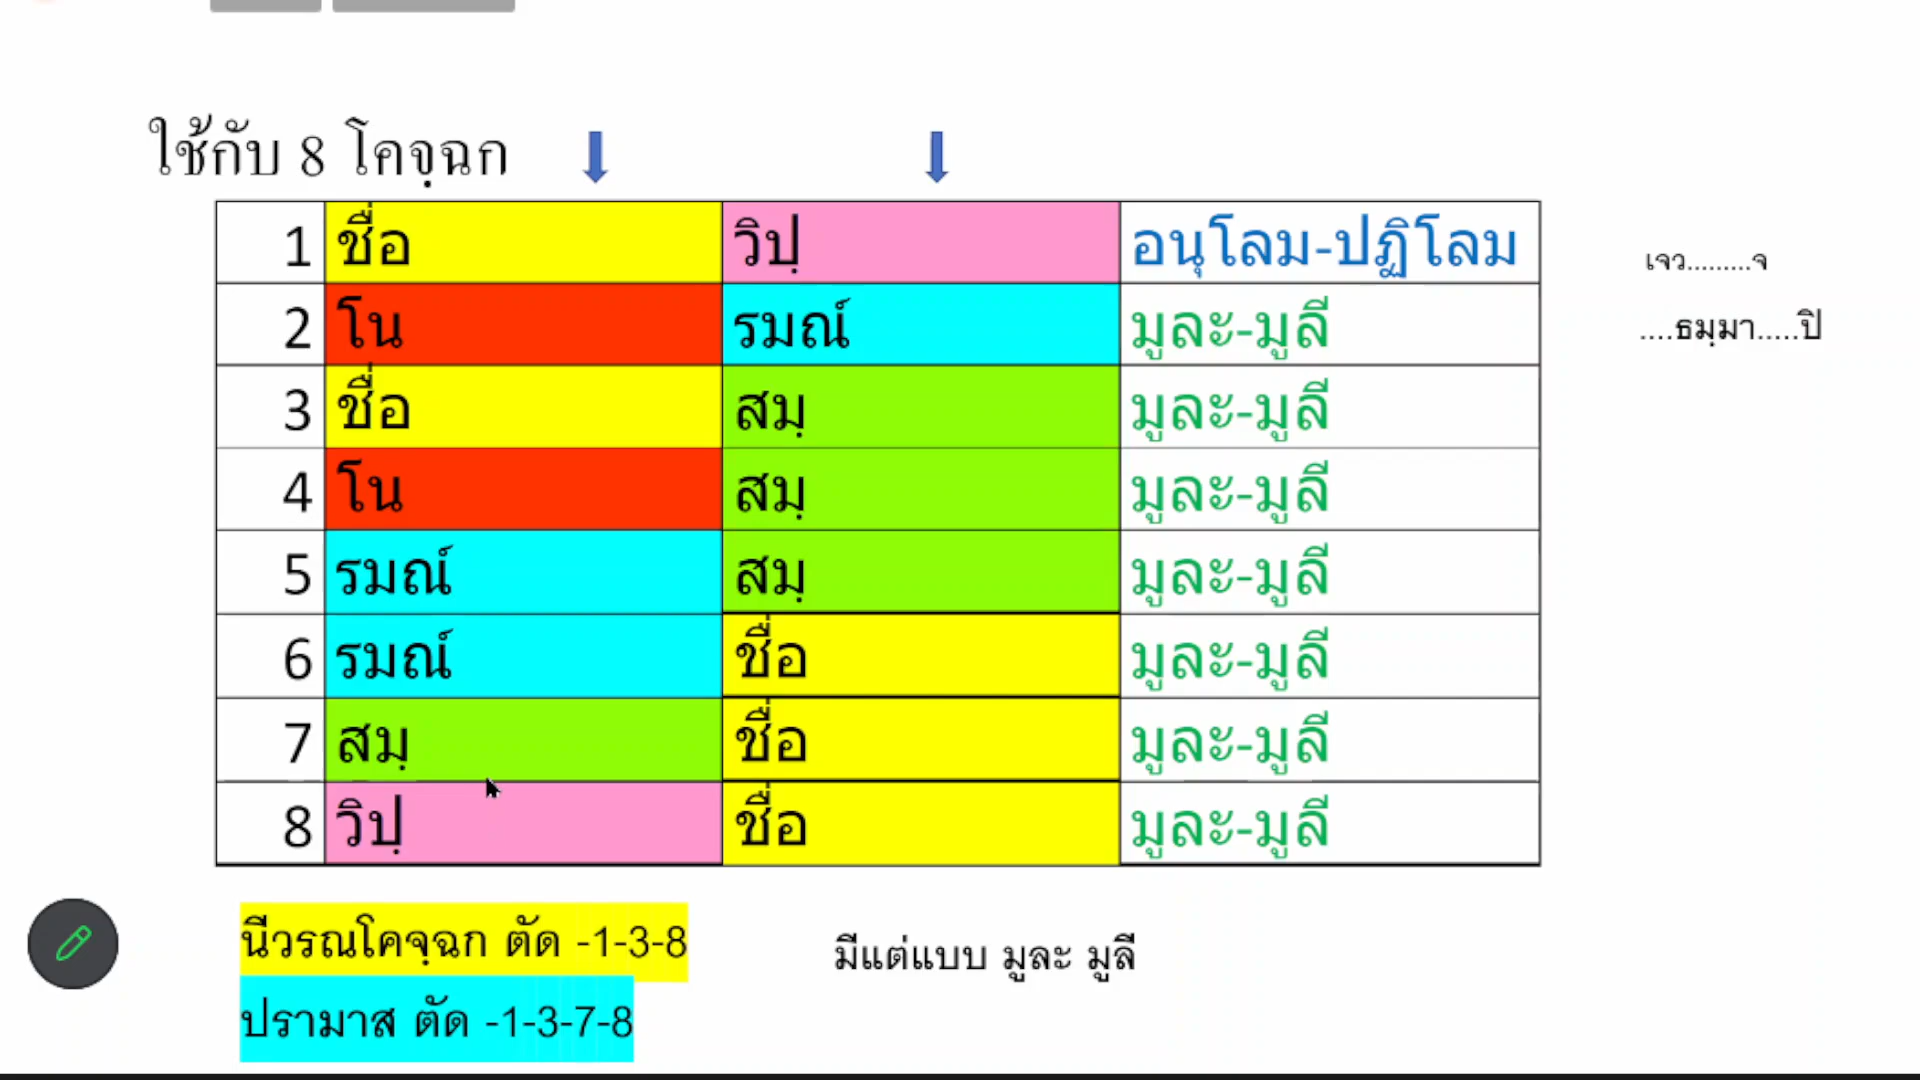 ใช้กับ 8 โคจฺฉก
1 ชื่อ วิปฺ อนุโลม-ปฏิโลม
2 โน รมณ์ มูละ-มูลี
3 ชื่อ สมฺ มูละ-มูลี
4 โน สมฺ มูละ-มูลี
5 รมณ์ สมฺ มูละ-มูลี
6 รมณ์ ชื่อ มูละ-มูลี
7 สมฺ ชื่อ มูละ-มูลี
8 วิปฺ ชื่อ มูละ-มูลี
เจว.........จ
....ธมฺมา.....ปิ
นีวรณโคจฺฉก ตัด -1-3-8
มีแต่แบบ มูละ มูลี
ปรามาส ตัด -1-3-7-8